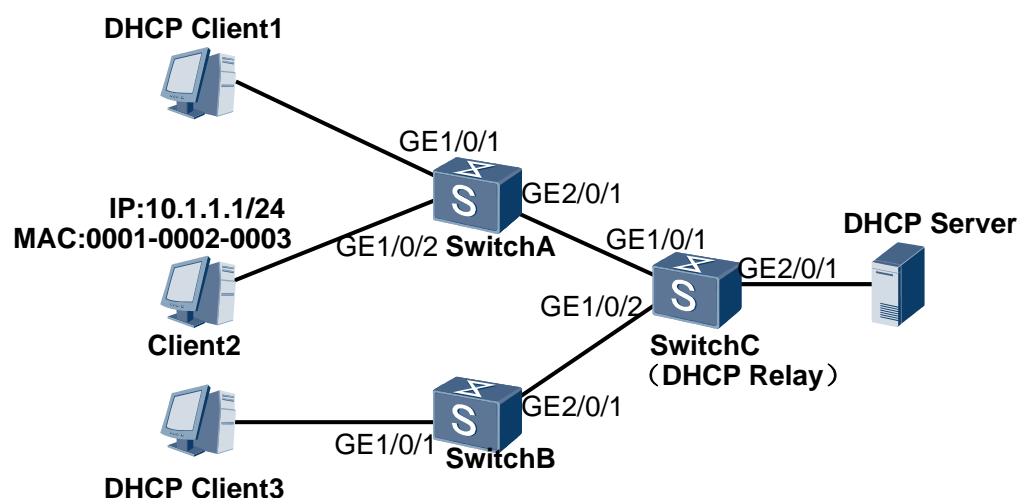 DHCP Client1
GE1/0/1
IP:10.1.1.1/24
MAC:0001-0002-0003
GE2/0/1
GE1/0/2
SwitchA
GE1/0/1
DHCP Server
GE2/0/1
Client2
GE1/0/2
SwitchC
（DHCP Relay）
GE2/0/1
GE1/0/1
SwitchB
DHCP Client3
S
S
S